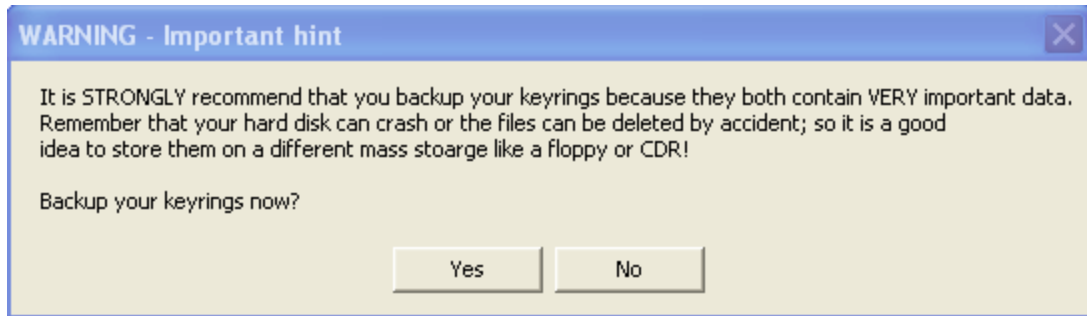 WARNING - Important hint
It is STRONGLY recommend that you backup your keyrings because they both contain VERY important data.
Remember that your hard disk can crash or the files can be deleted by accident; so it is a good
idea to store them on a different mass stoarge like a floppy or CDR!
Backup your keyrings now?
Yes
No